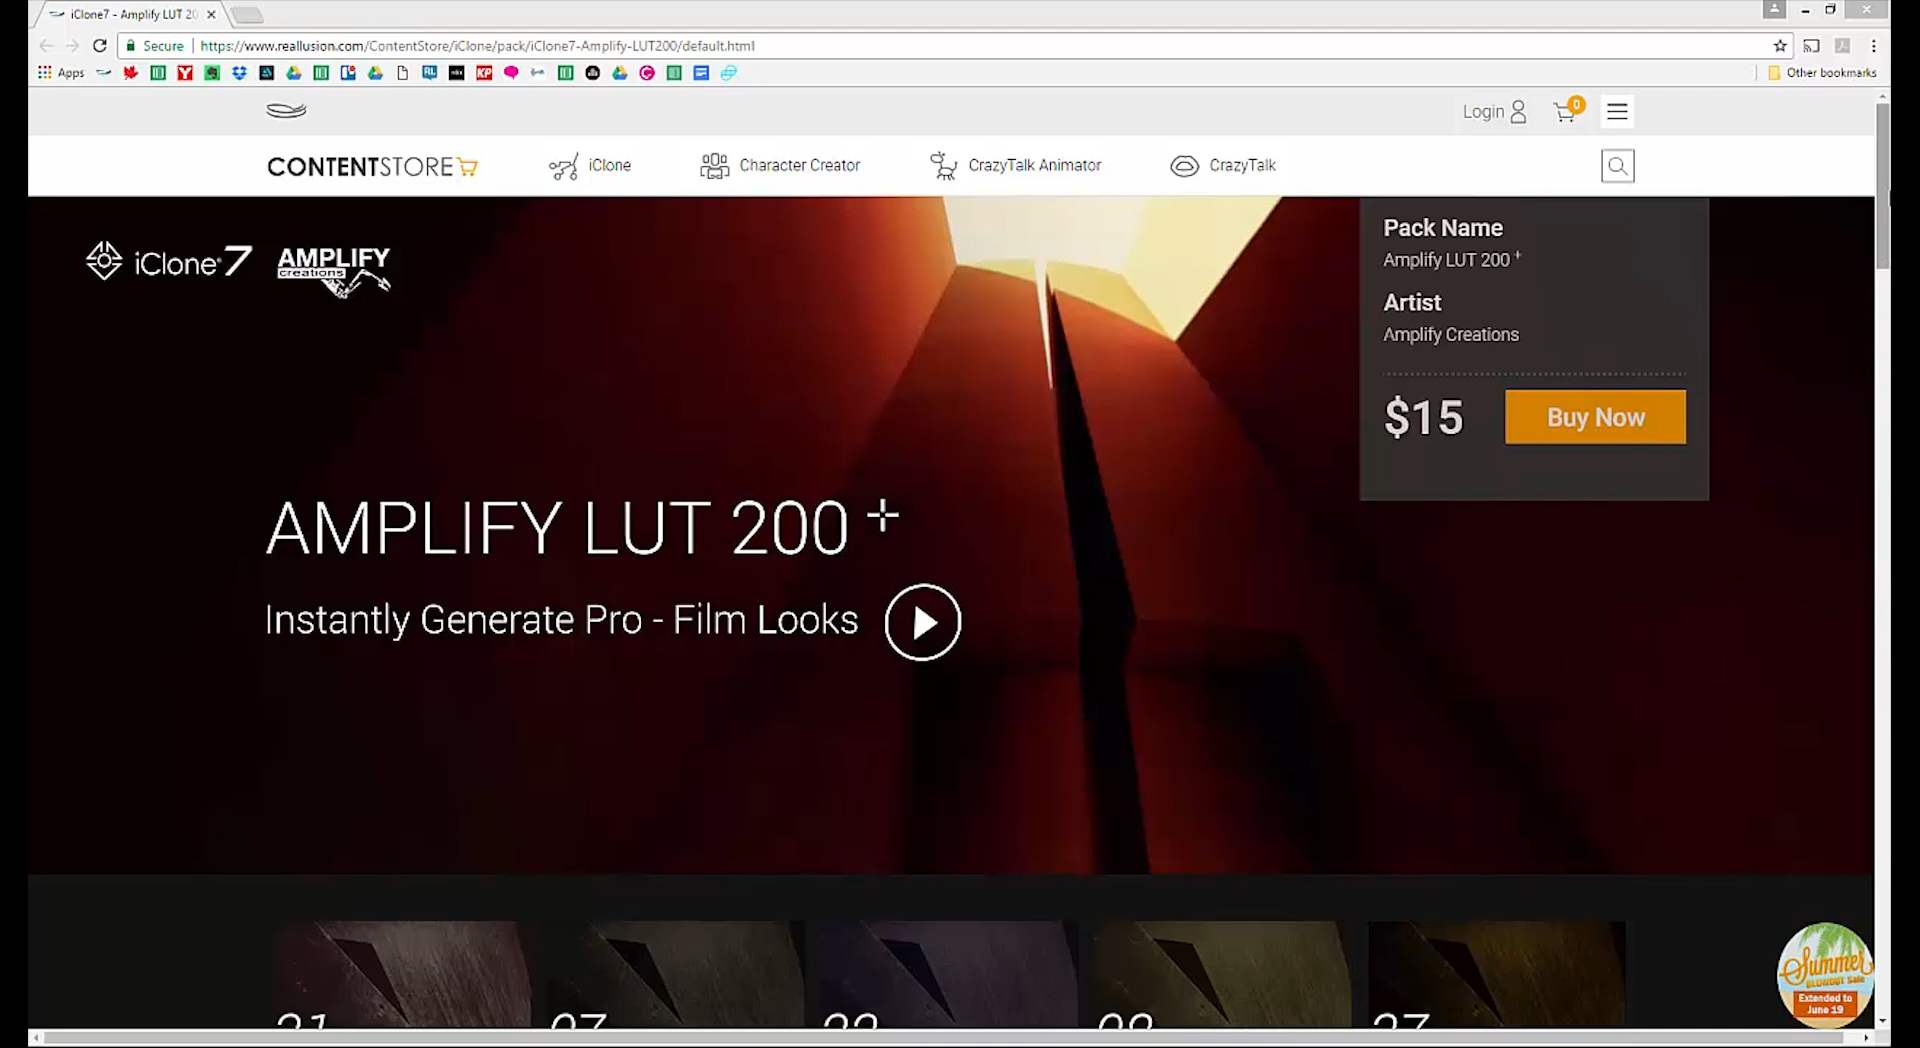 iClone7 - Amplify LUT 20
Secure
https://www.reallusion.com/ContentStore/iClone/pack/iClone7-Amplify-LUT200/default.html
Apps
KP
Other bookmarks
Login
0
CONTENTSTORE
iClone
Character Creator
CrazyTalk Animator
CrazyTalk
iClone 7
AMPLIFY
creations
Pack Name
Amplify LUT 200 +
Artist
Amplify Creations
$15
Buy Now
AMPLIFY LUT 200 +
Instantly Generate Pro - Film Looks
Summer
BLOWOUT Sale
Extended to
June 19